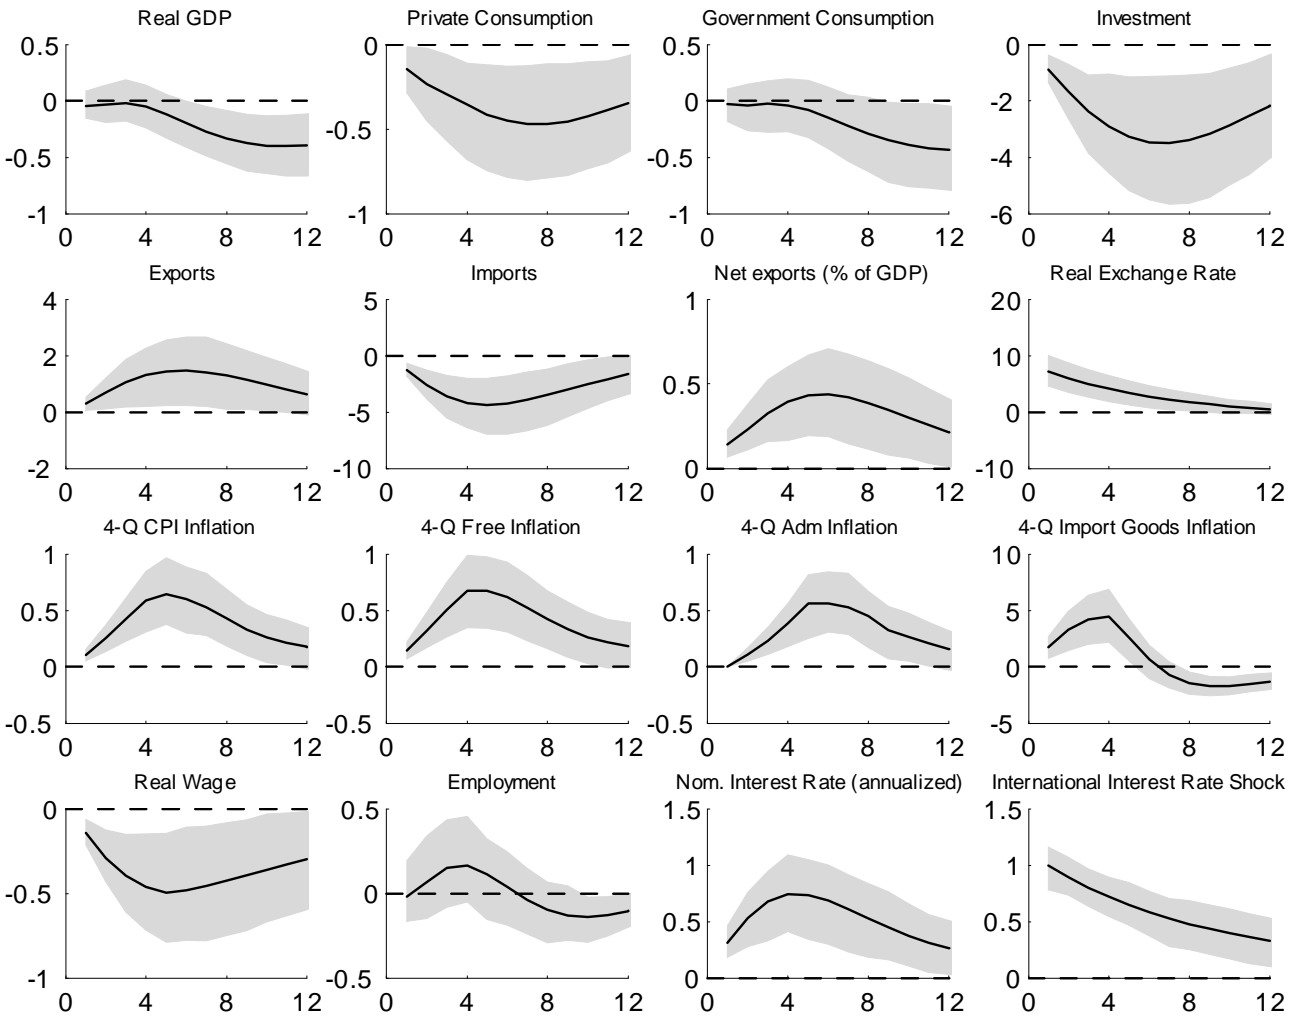 Real GDP Private Consumption Government Consumption Investment
0.5 0 0.5 0
0 -0.5 0 -2
-0.5 -0.5 -4
-1 -1 -1 -6
0 4 8 12 0 4 8 12 0 4 8 12 0 4 8 12
Exports Imports Net exports (% of GDP) Real Exchange Rate
4 5 1 20
2 0 0.5 10
0 -5 0
-2 -10 0 -10
0 4 8 12 0 4 8 12 0 4 8 12 0 4 8 12
4-Q CPI Inflation 4-Q Free Inflation 4-Q Adm Inflation 4-Q Import Goods Inflation
1 1 1 10
0.5 0.5 0.5 5
0 0 0 0
-0.5 -0.5 -0.5 -5
0 4 8 12 0 4 8 12 0 4 8 12 0 4 8 12
Real Wage Employment Nom. Interest Rate (annualized) International Interest Rate Shock
0 0.5 1.5 1.5
-0.5 0 1 1
0.5 0.5
-1 -0.5 0 0
0 4 8 12 0 4 8 12 0 4 8 12 0 4 8 12